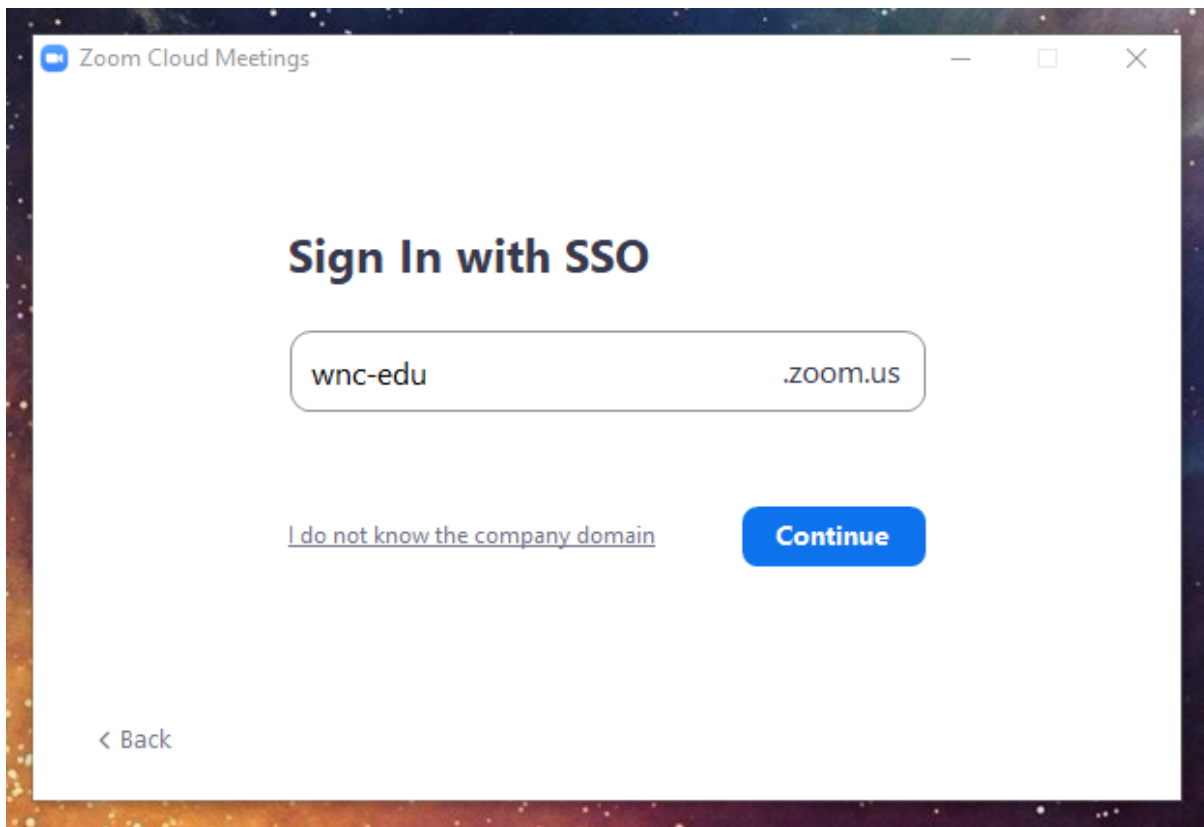 Zoom Cloud Meetings
Sign In with SSO
wnc-edu .zoom.us
I do not know the company domain Continue
< Back